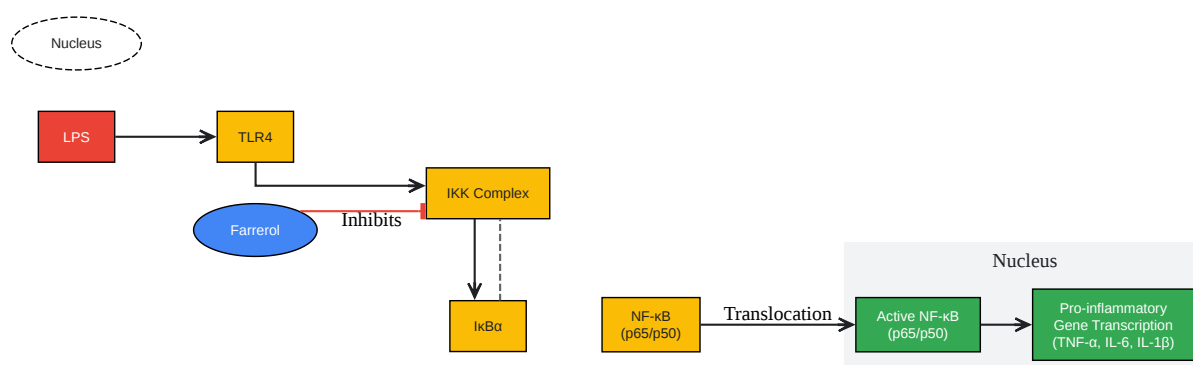 Nucleus
LPS
TLR4
IKK Complex
Farrerol
Inhibits
IκBα
NF-κB
(p65/p50)
Translocation
Nucleus
Active NF-κB
(p65/p50)
Pro-inflammatory
Gene Transcription
(TNF-α, IL-6, IL-1β)